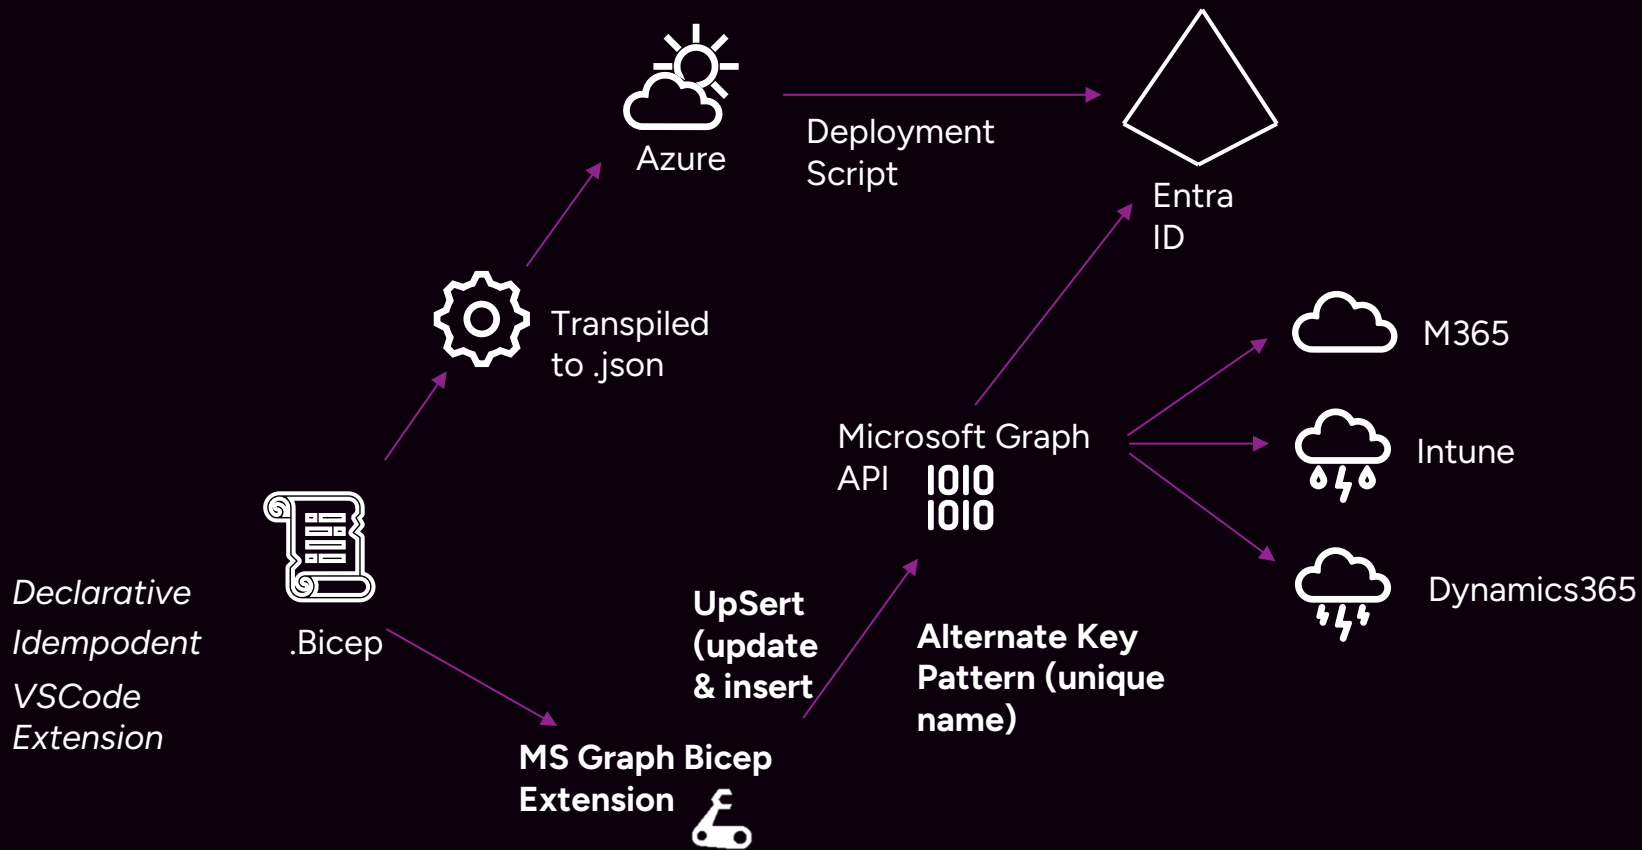 Azure
Deployment
Script
Entra
ID
Transpiled
to .json
M365
Microsoft Graph
API
1010
1010
Intune
Declarative
Idempodent
VSCode
Extension
.Bicep
UpSert
(update
& insert
Alternate Key
Pattern (unique
name)
Dynamics365
MS Graph Bicep
Extension